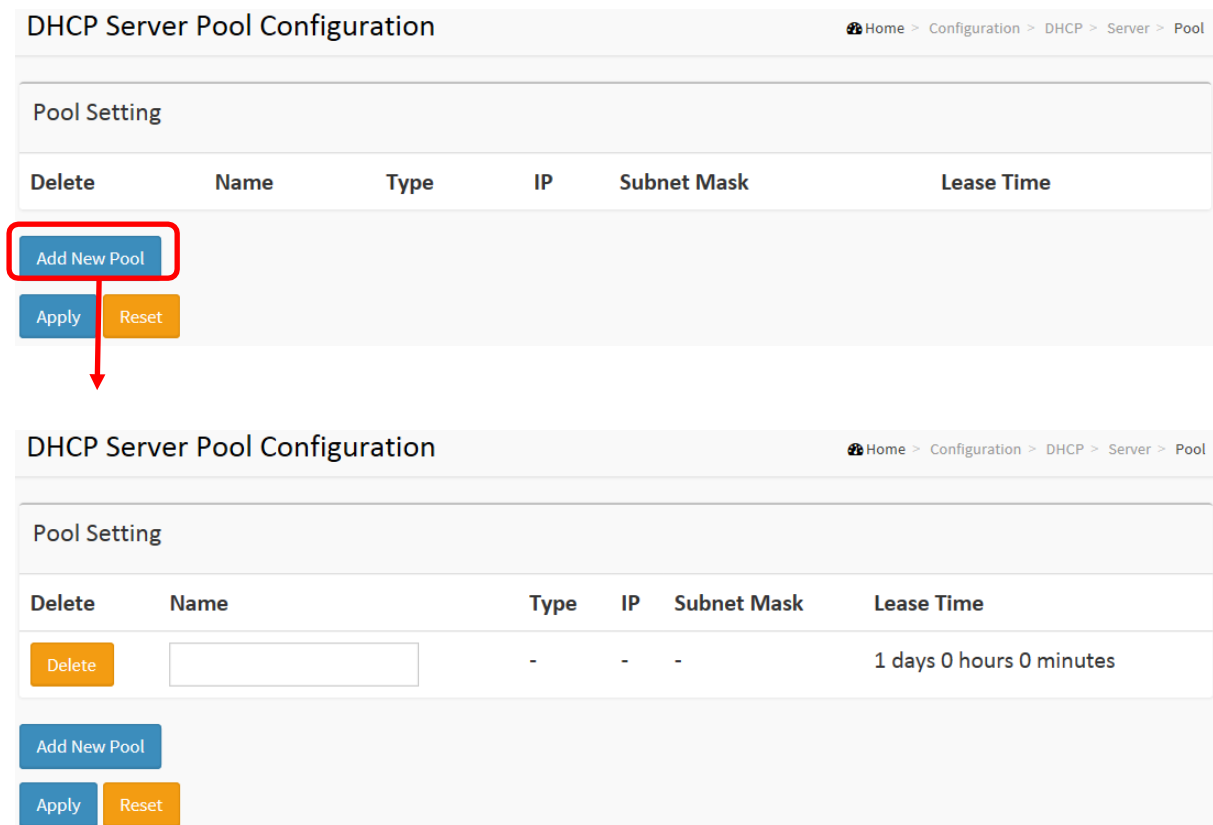 DHCP Server Pool Configuration
Home > Configuration > DHCP > Server > Pool
Pool Setting
Delete Name Type IP Subnet Mask Lease Time
Add New Pool
Apply Reset
DHCP Server Pool Configuration
Home > Configuration > DHCP > Server > Pool
Pool Setting
Delete Name Type IP Subnet Mask Lease Time
Delete - - - 1 days 0 hours 0 minutes
Add New Pool
Apply Reset